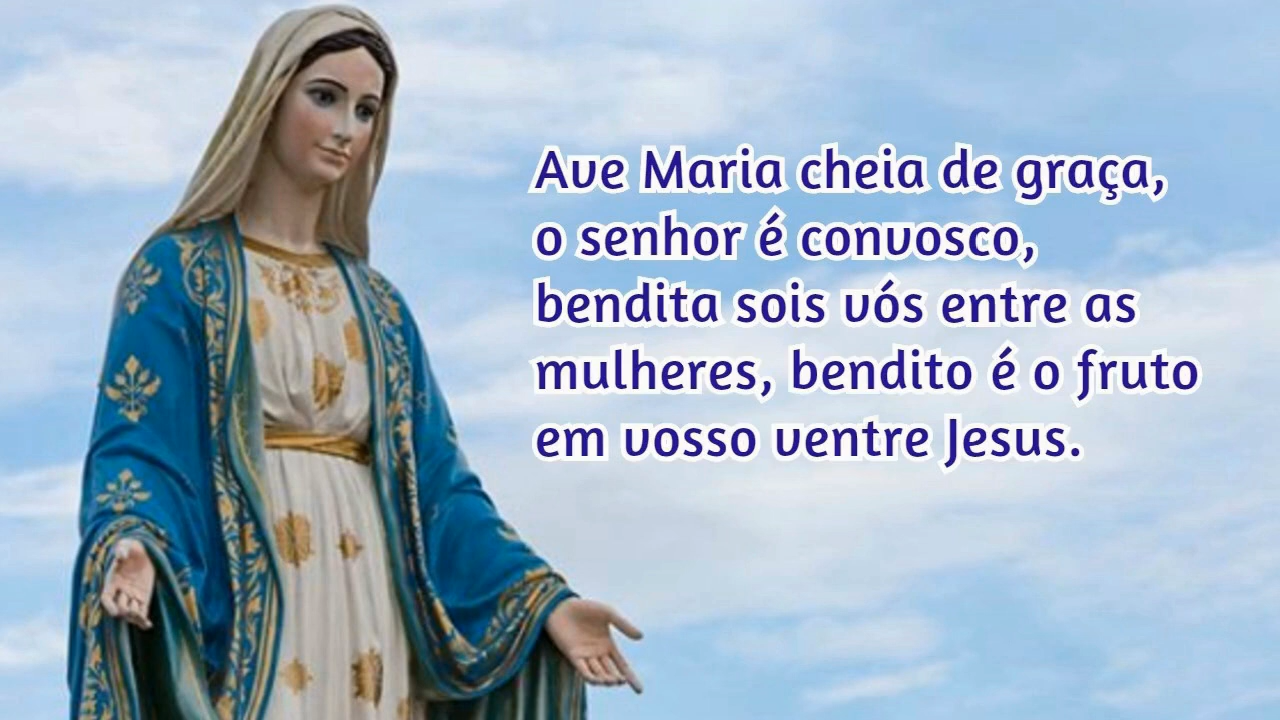 Ave Maria cheia de graça,
o senhor é convosco,
bendita sois vós entre as
mulheres, bendito é o fruto
em vosso ventre Jesus.